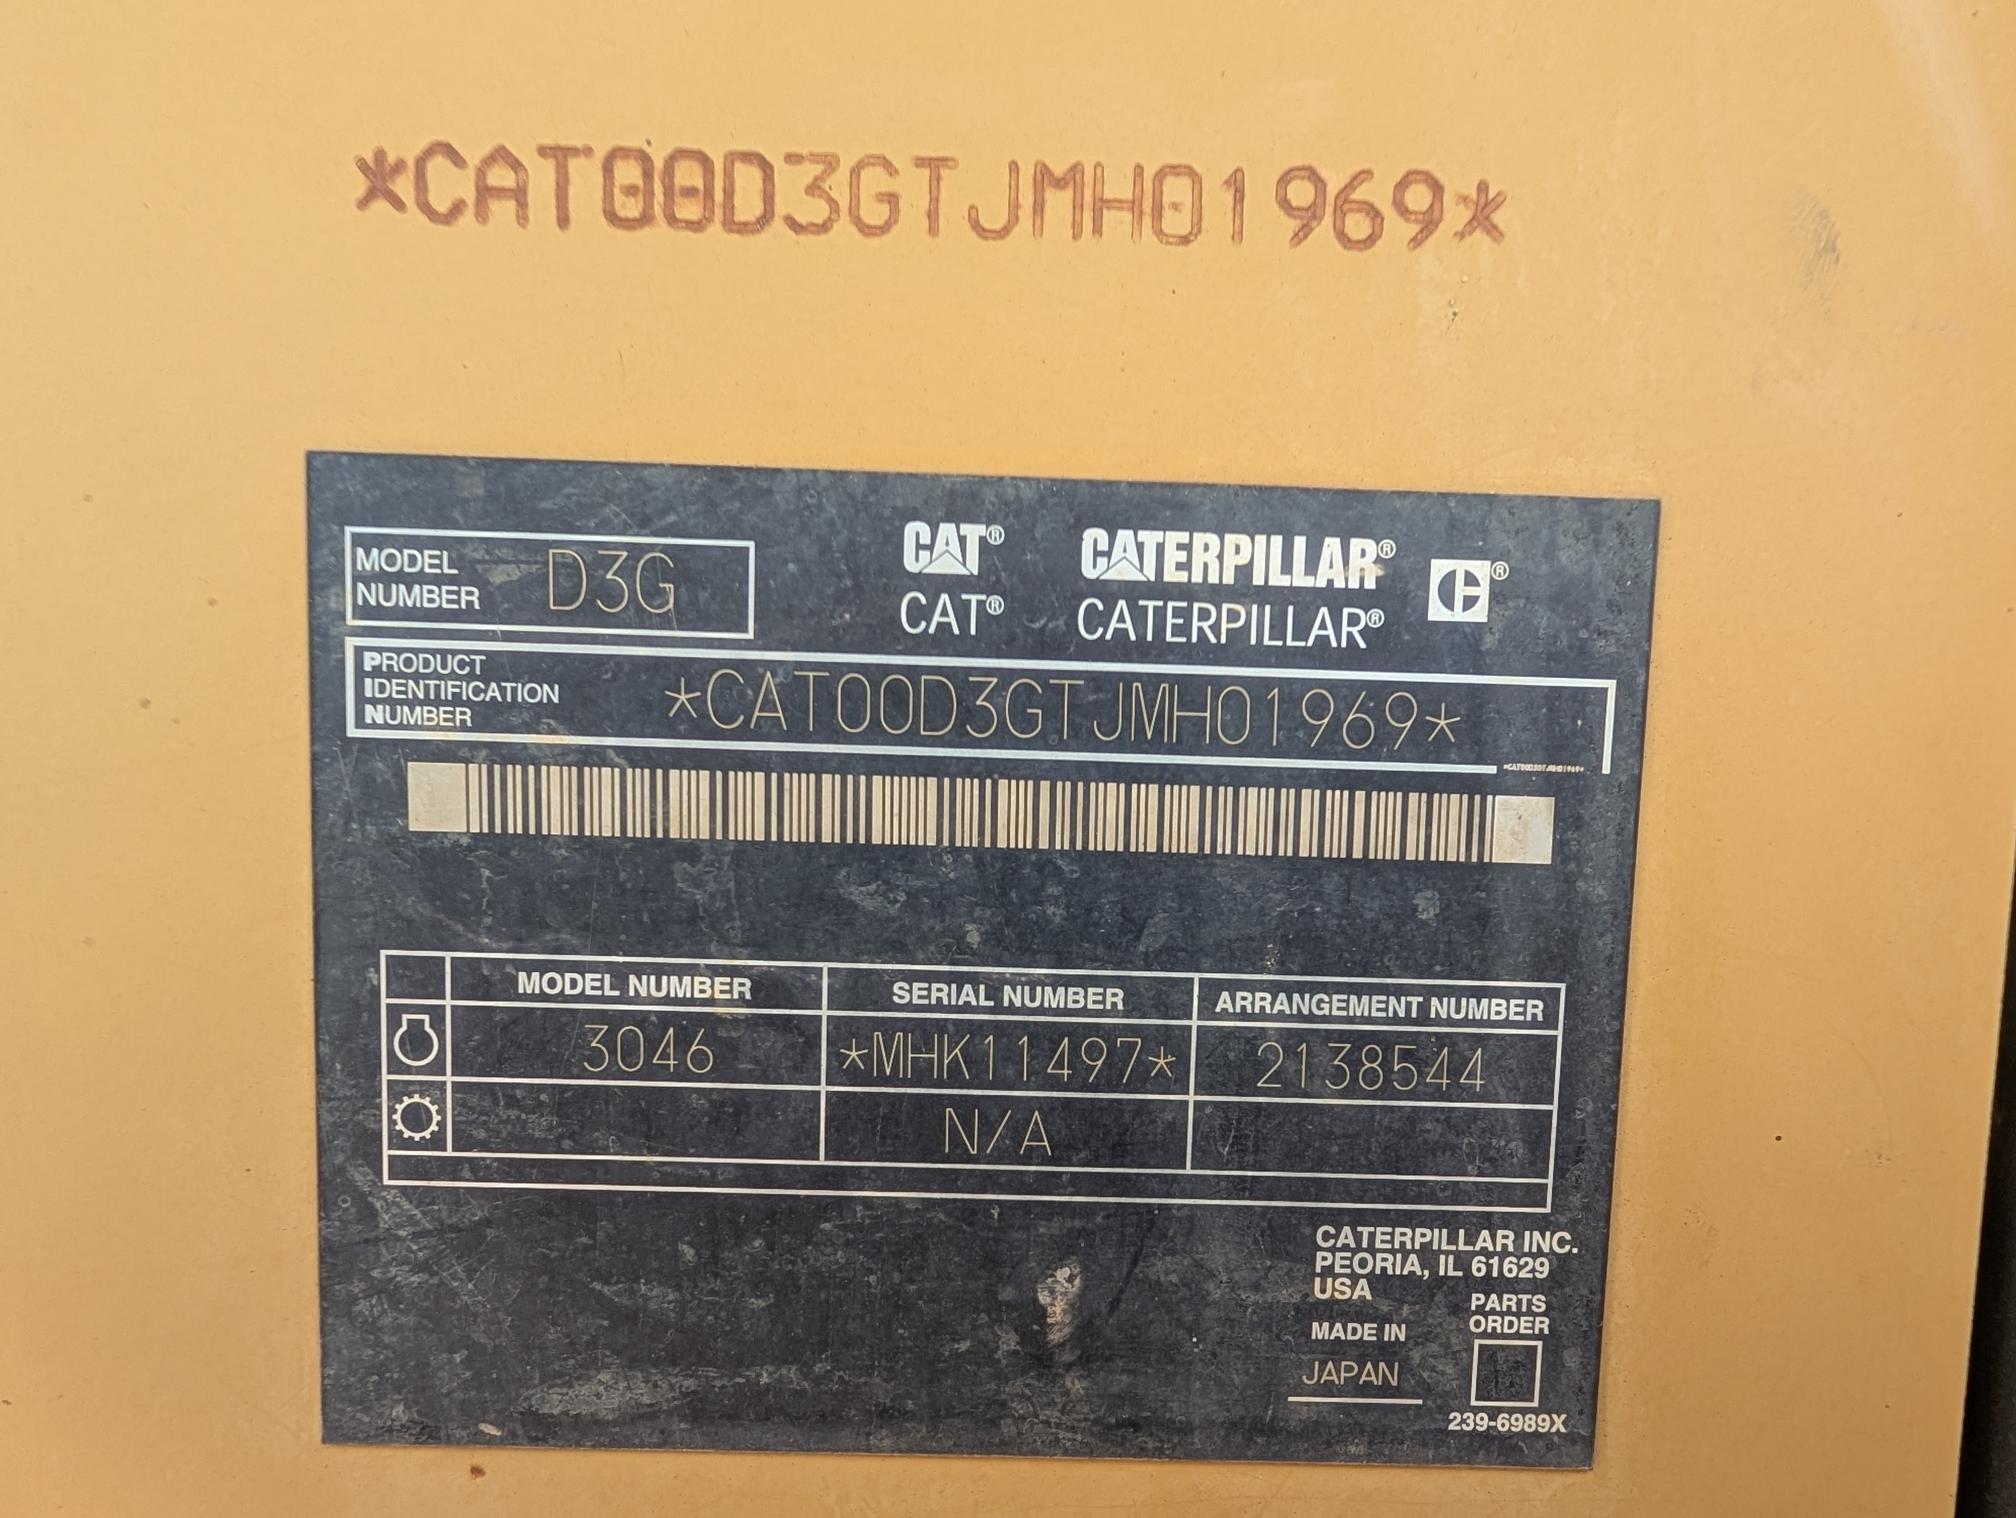 *CAT00D3GTJMH01969*
MODEL NUMBER D3G
CAT® CATERPILLAR® ®
CAT® CATERPILLAR®
PRODUCT IDENTIFICATION NUMBER *CAT00D3GTJMH01969*
*CAT00D3GTJMH01969*
MODEL NUMBER SERIAL NUMBER ARRANGEMENT NUMBER
3046 *MHK11497* 2138544
N/A
CATERPILLAR INC.
PEORIA, IL 61629
USA
PARTS ORDER
MADE IN
JAPAN
239-6989X